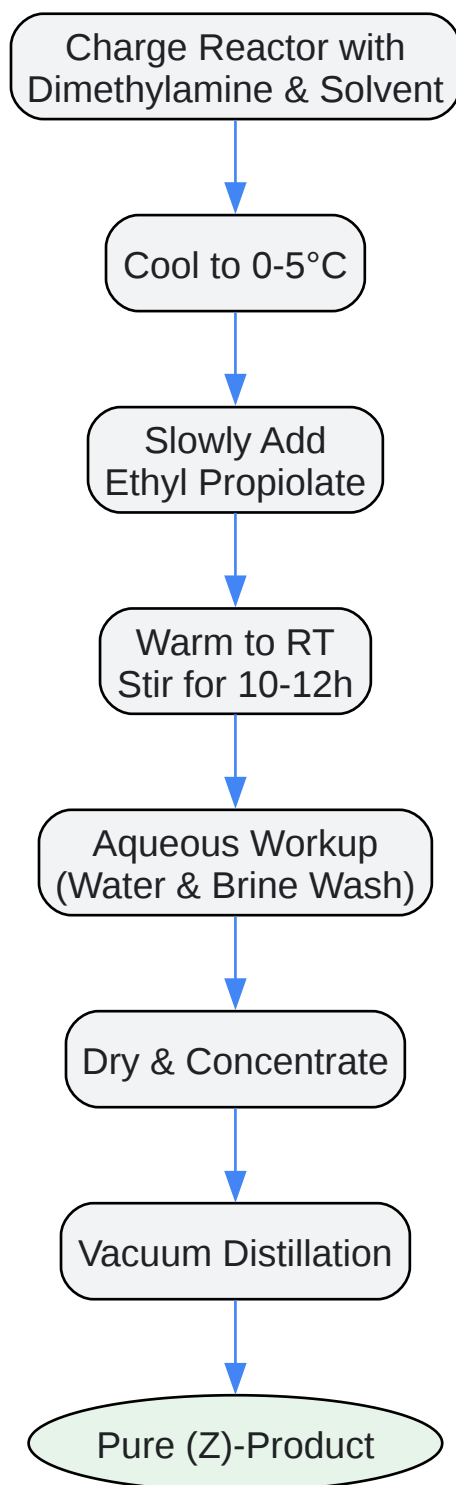 Charge Reactor with
Dimethylamine & Solvent
Cool to 0-5°C
Slowly Add
Ethyl Propiolate
Warm to RT
Stir for 10-12h
Aqueous Workup
(Water & Brine Wash)
Dry & Concentrate
Vacuum Distillation
Pure (Z)-Product